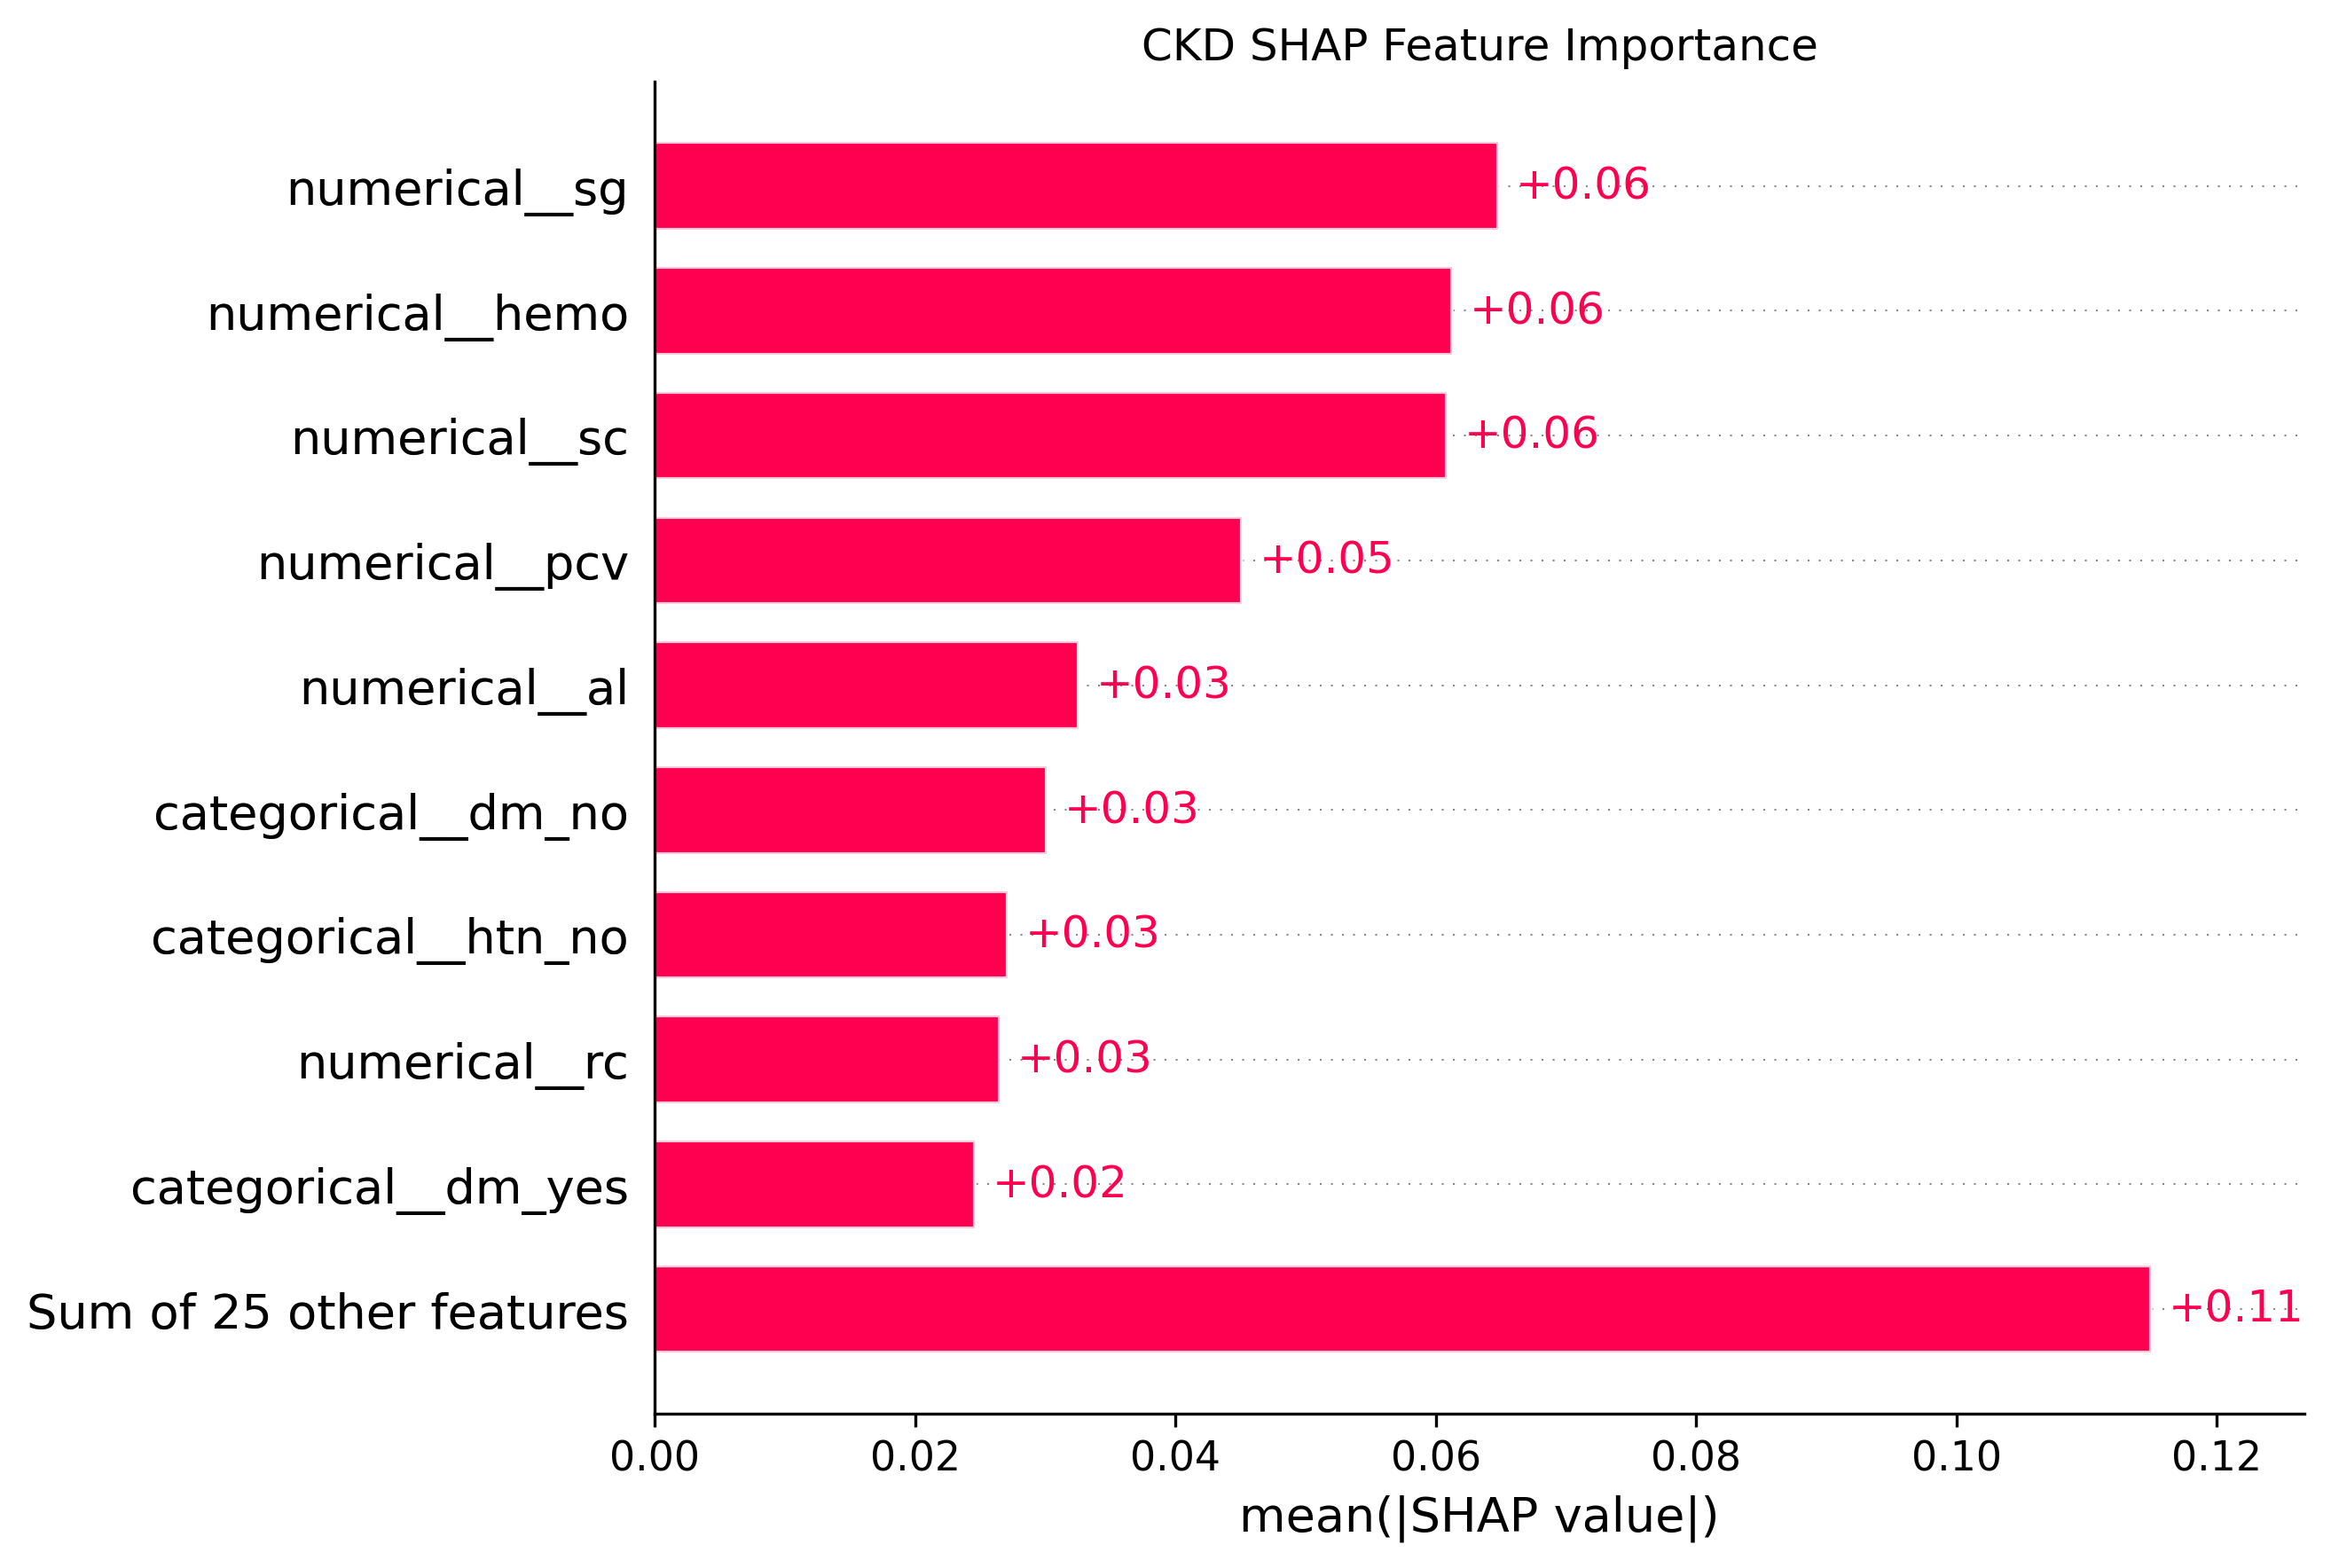 CKD SHAP Feature Importance
numerical__sg +0.06
numerical__hemo +0.06
numerical__sc +0.06
numerical__pcv +0.05
numerical__al +0.03
categorical__dm_no +0.03
categorical__htn_no +0.03
numerical__rc +0.03
categorical__dm_yes +0.02
Sum of 25 other features +0.11
0.00 0.02 0.04 0.06 0.08 0.10 0.12
mean(|SHAP value|)